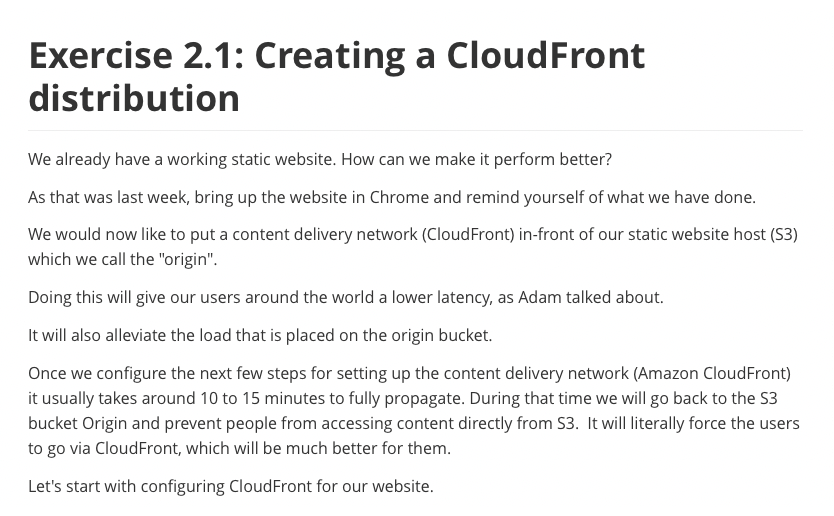 Exercise 2.1: Creating a CloudFront
distribution
We already have a working static website. How can we make it perform better?
As that was last week, bring up the website in Chrome and remind yourself of what we have done.
We would now like to put a content delivery network (CloudFront) in-front of our static website host (S3)
which we call the "origin".
Doing this will give our users around the world a lower latency, as Adam talked about.
It will also alleviate the load that is placed on the origin bucket.
Once we configure the next few steps for setting up the content delivery network (Amazon CloudFront)
it usually takes around 10 to 15 minutes to fully propagate. During that time we will go back to the S3
bucket Origin and prevent people from accessing content directly from S3.  It will literally force the users
to go via CloudFront, which will be much better for them.
Let's start with configuring CloudFront for our website.